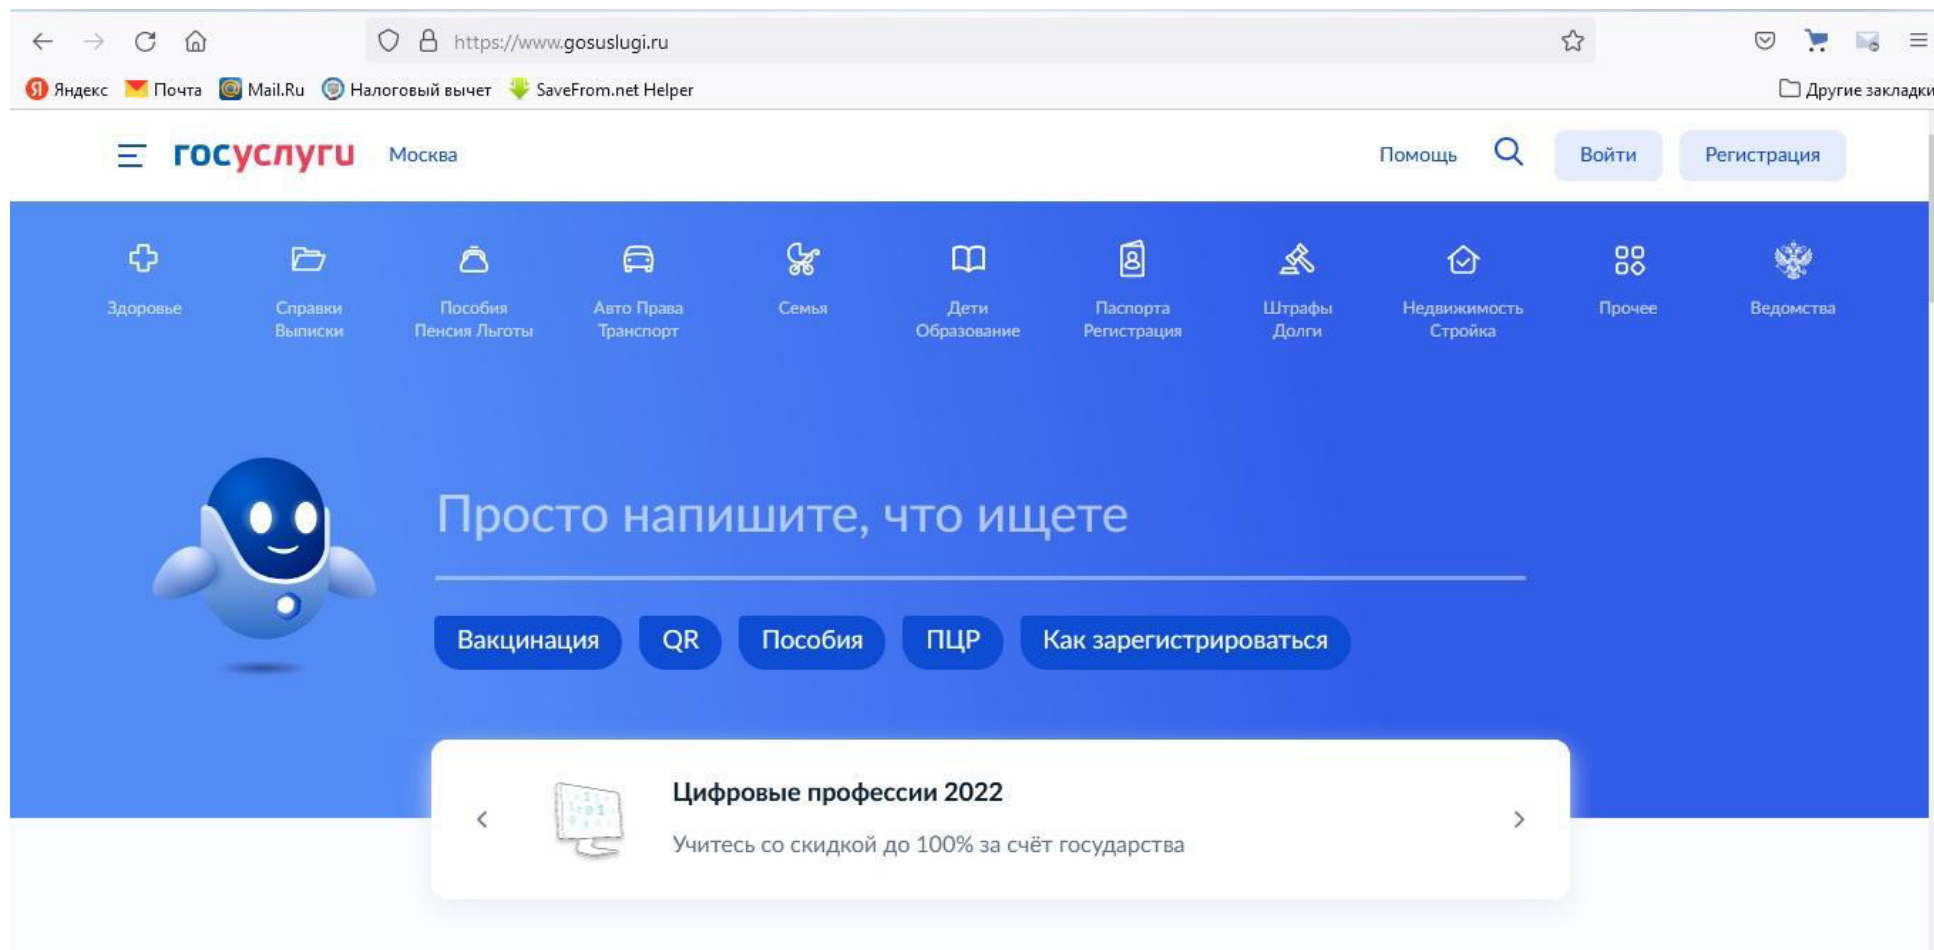 https://www.gosuslugi.ru
Яндекс Почта Mail.Ru Налоговый вычет SaveFrom.net Helper Другие закладки
госуслуги Москва Помощь Войти Регистрация
Здоровье
Справки
Выписки
Пособия
Пенсия Льготы
Авто Права
Транспорт
Семья
Дети
Образование
Паспорта
Регистрация
Штрафы
Долги
Недвижимость
Стройка
Прочее
Ведомства
Просто напишите, что ищете
Вакцинация QR Пособия ПЦР Как зарегистрироваться
Цифровые профессии 2022
Учитесь со скидкой до 100% за счёт государства